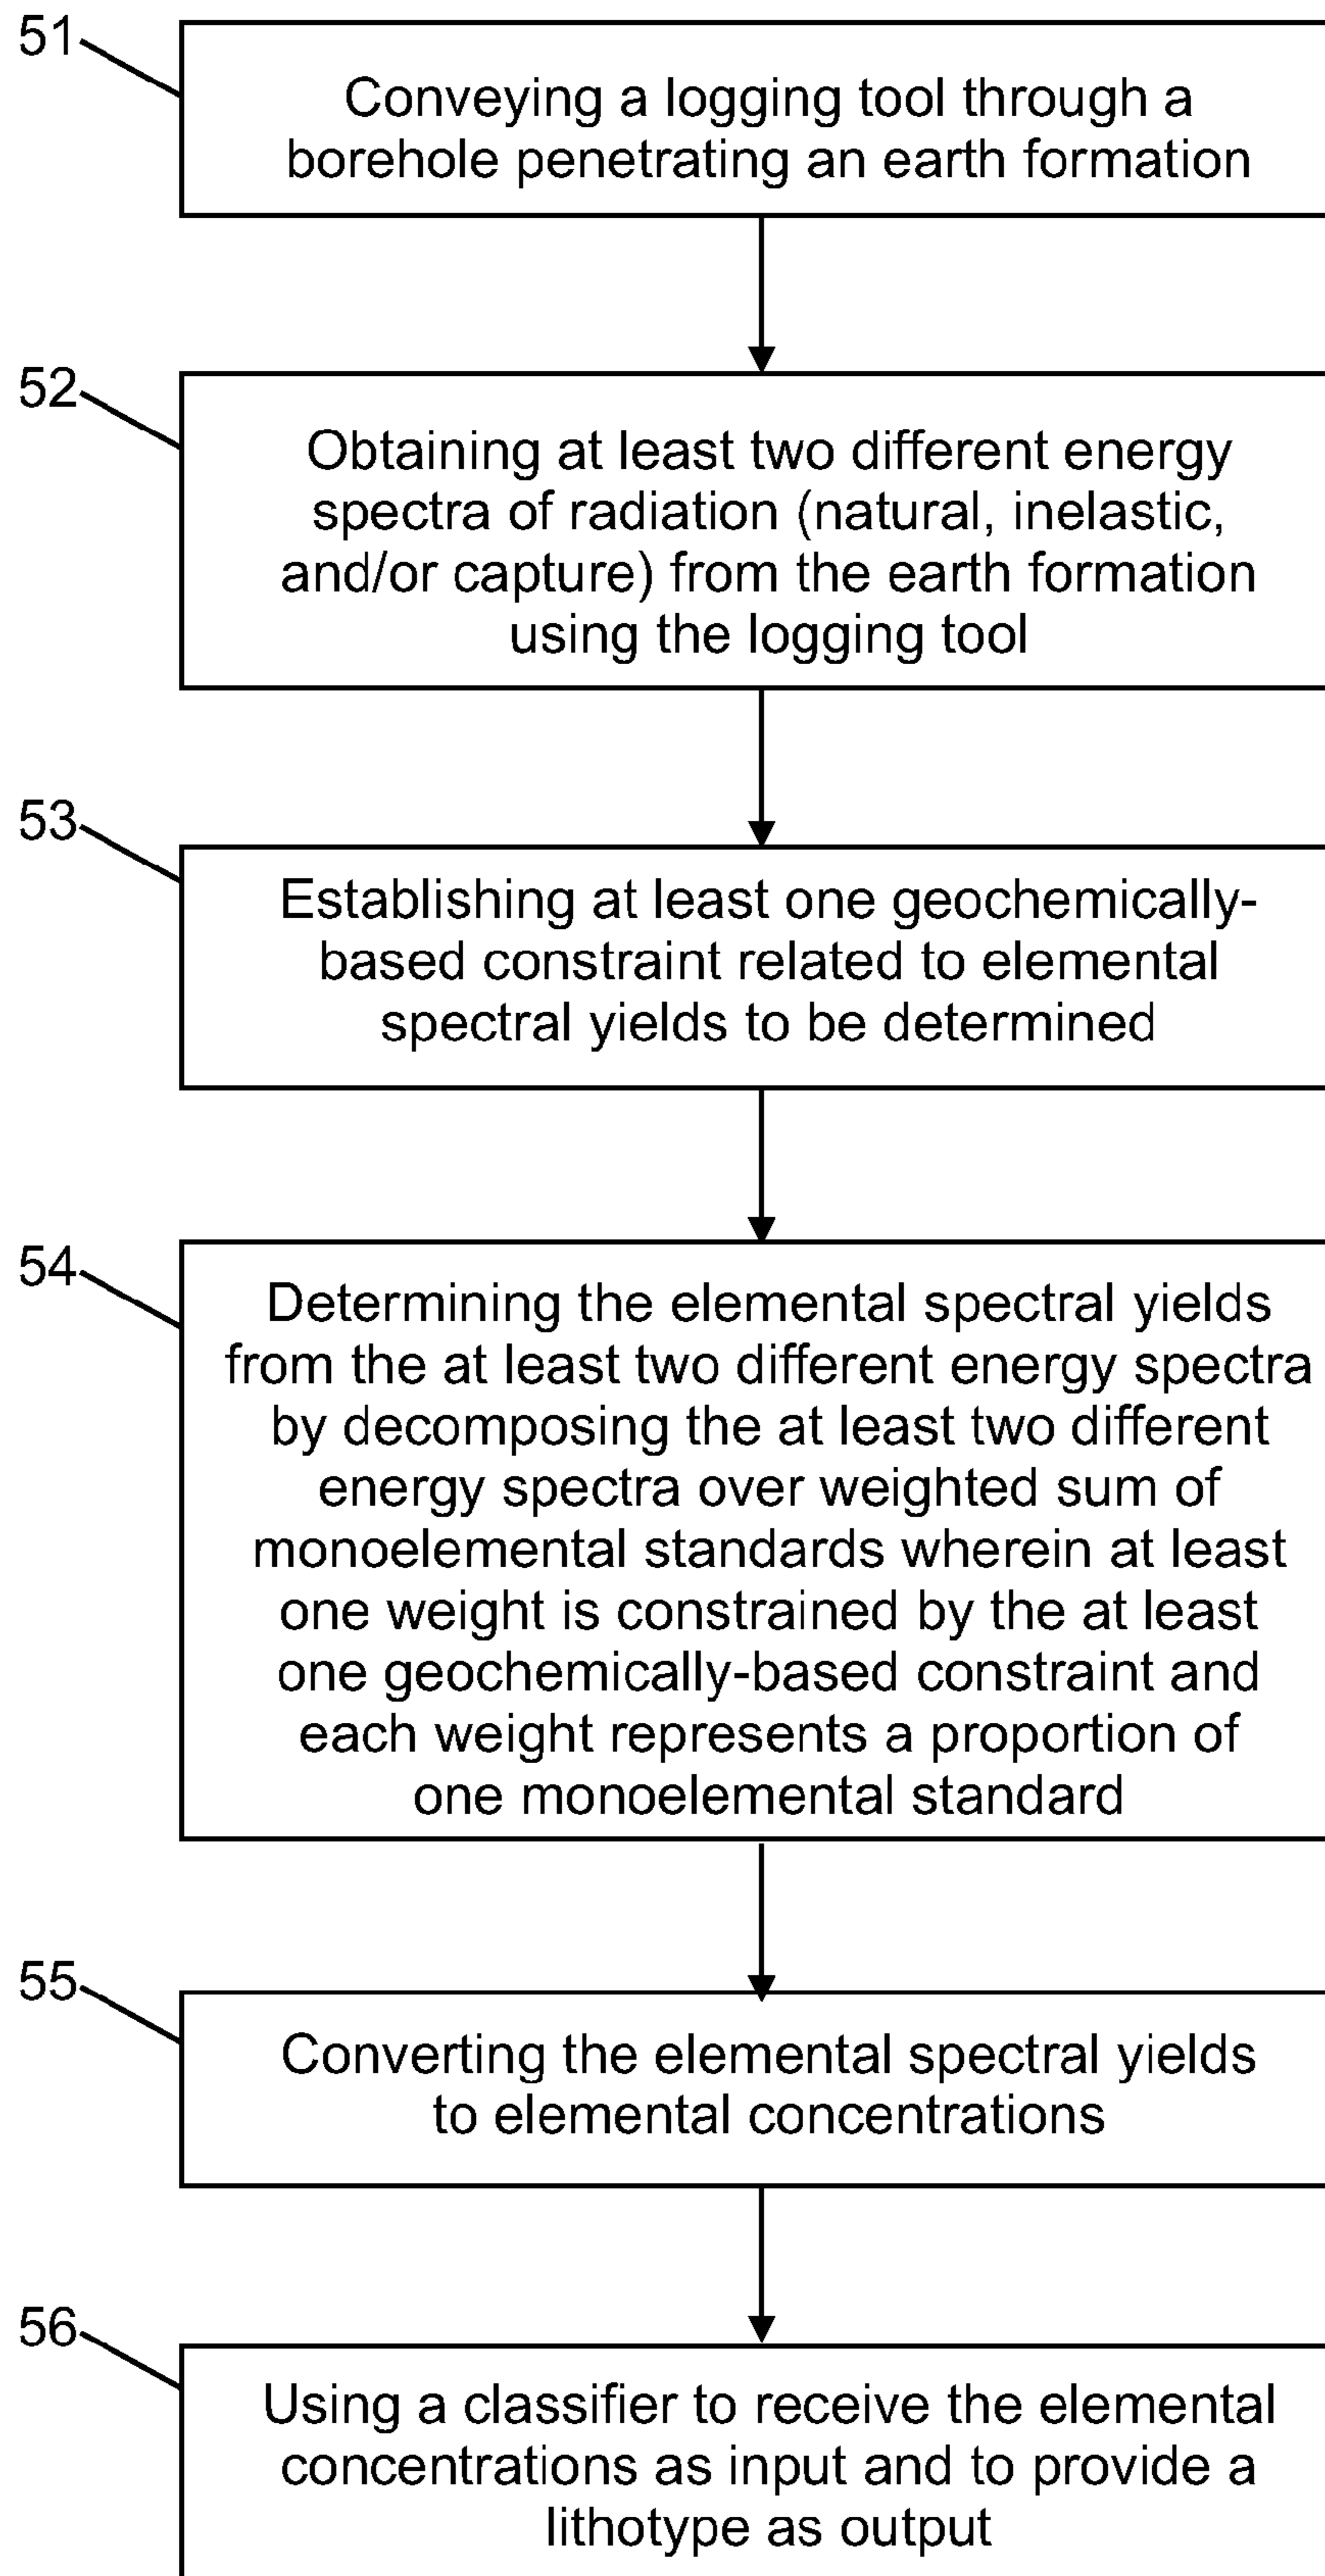 51
Conveying a logging tool through a
borehole penetrating an earth formation
52
Obtaining at least two different energy
spectra of radiation (natural, inelastic,
and/or capture) from the earth formation
using the logging tool
53
Establishing at least one geochemically-
based constraint related to elemental
spectral yields to be determined
54
Determining the elemental spectral yields
from the at least two different energy spectra
by decomposing the at least two different
energy spectra over weighted sum of
monoelemental standards wherein at least
one weight is constrained by the at least
one geochemically-based constraint and
each weight represents a proportion of
one monoelemental standard
55
Converting the elemental spectral yields
to elemental concentrations
56
Using a classifier to receive the elemental
concentrations as input and to provide a
lithotype as output